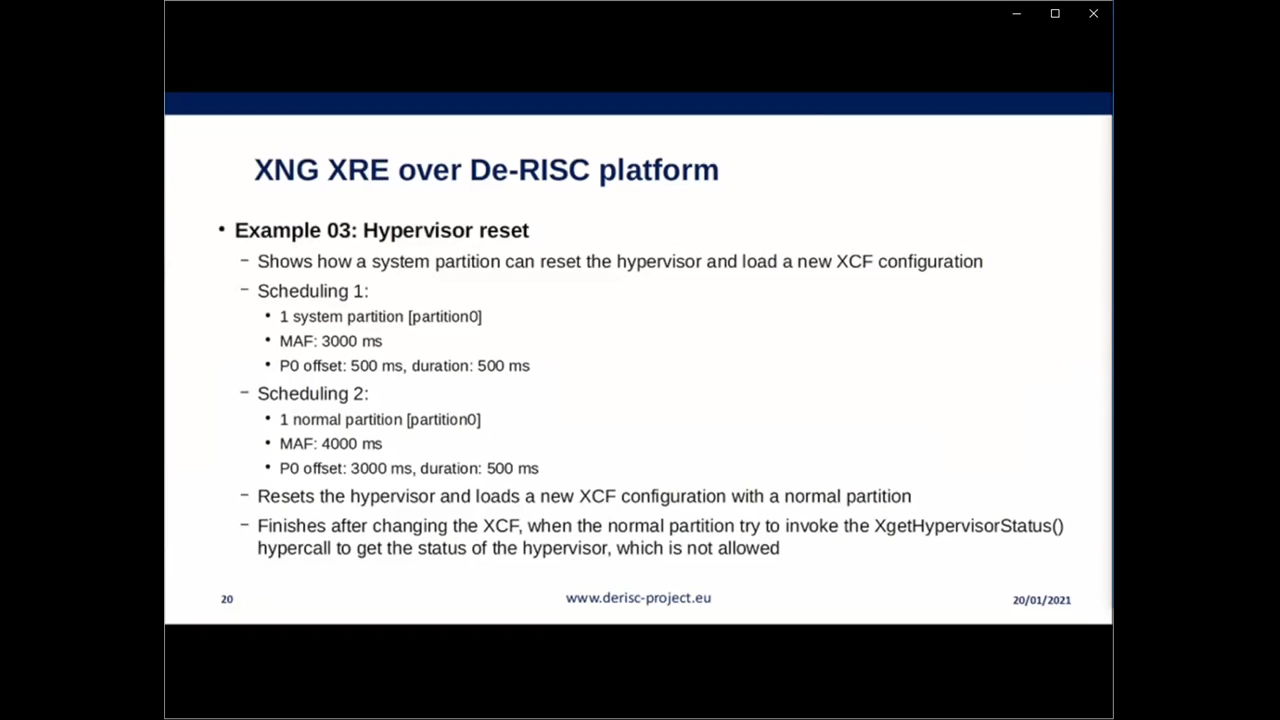 XNG XRE over De-RISC platform
• Example 03: Hypervisor reset
– Shows how a system partition can reset the hypervisor and load a new XCF configuration
– Scheduling 1:
• 1 system partition [partition0]
• MAF: 3000 ms
• P0 offset: 500 ms, duration: 500 ms
– Scheduling 2:
• 1 normal partition [partition0]
• MAF: 4000 ms
• P0 offset: 3000 ms, duration: 500 ms
– Resets the hypervisor and loads a new XCF configuration with a normal partition
– Finishes after changing the XCF, when the normal partition try to invoke the XgetHypervisorStatus()
hypercall to get the status of the hypervisor, which is not allowed
20
www.derisc-project.eu
20/01/2021